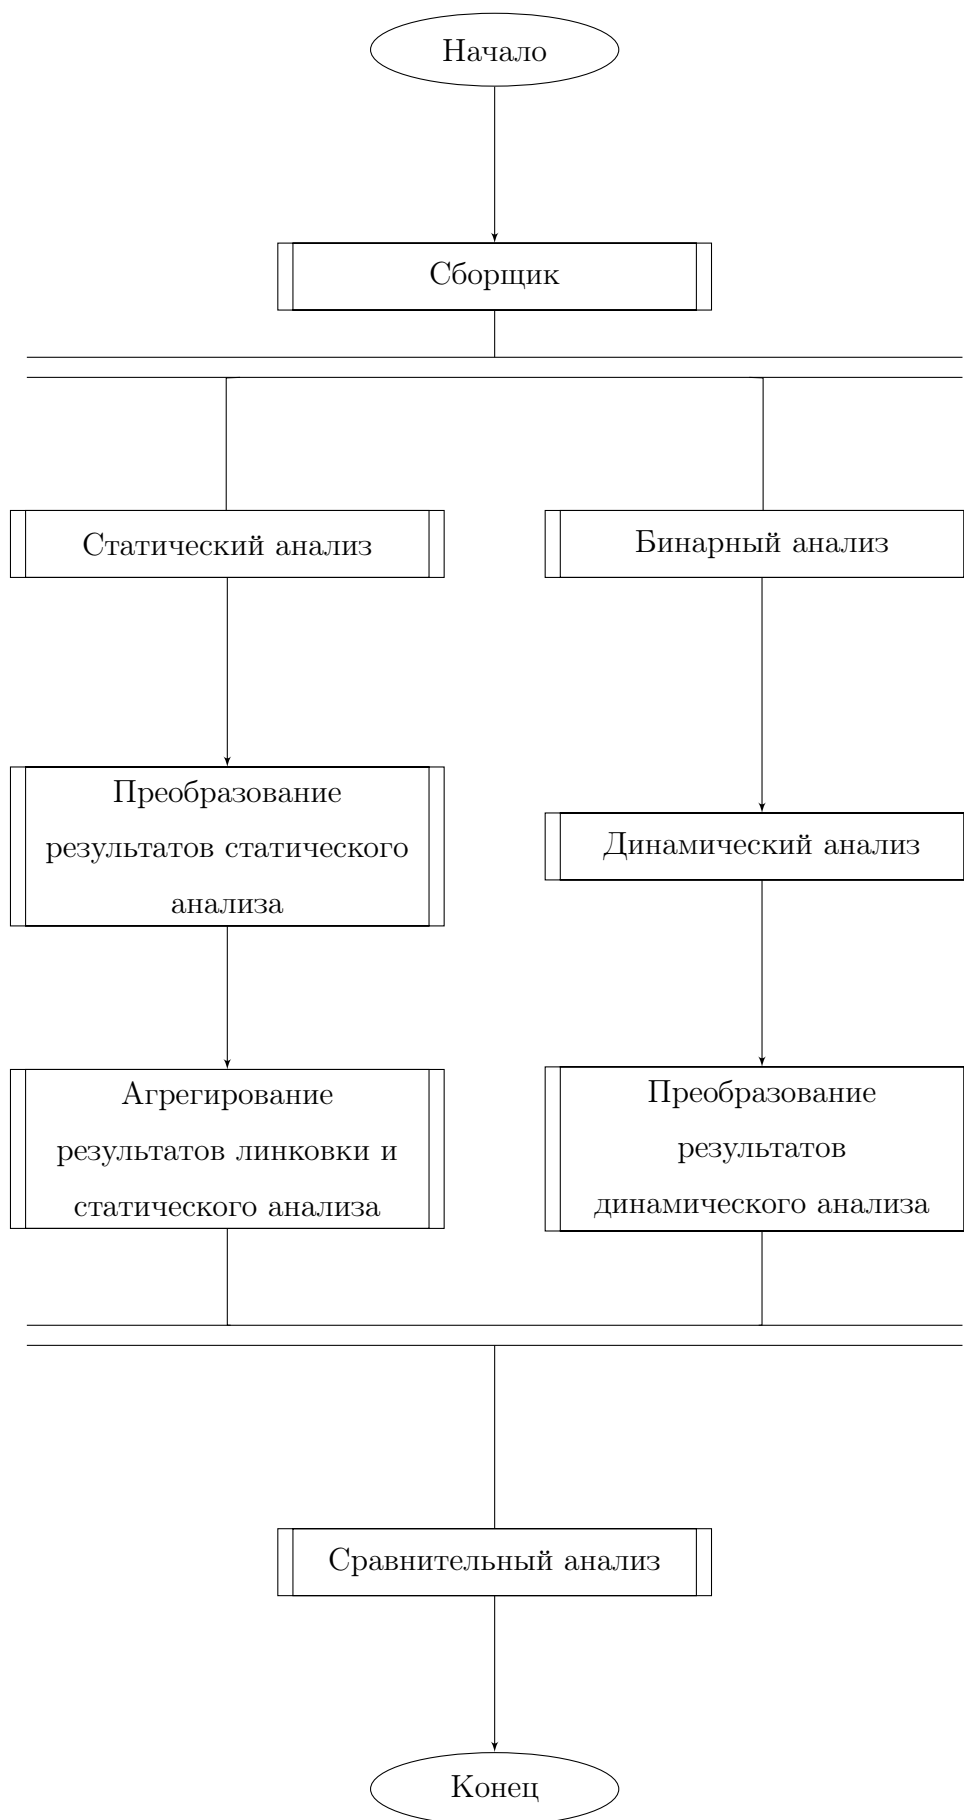 Начало
Сборщик
Статический анализ
Бинарный анализ
Преобразование
результатов статического
анализа
Динамический анализ
Агрегирование
результатов линковки и
статического анализа
Преобразование
результатов
динамического анализа
Сравнительный анализ
Конец